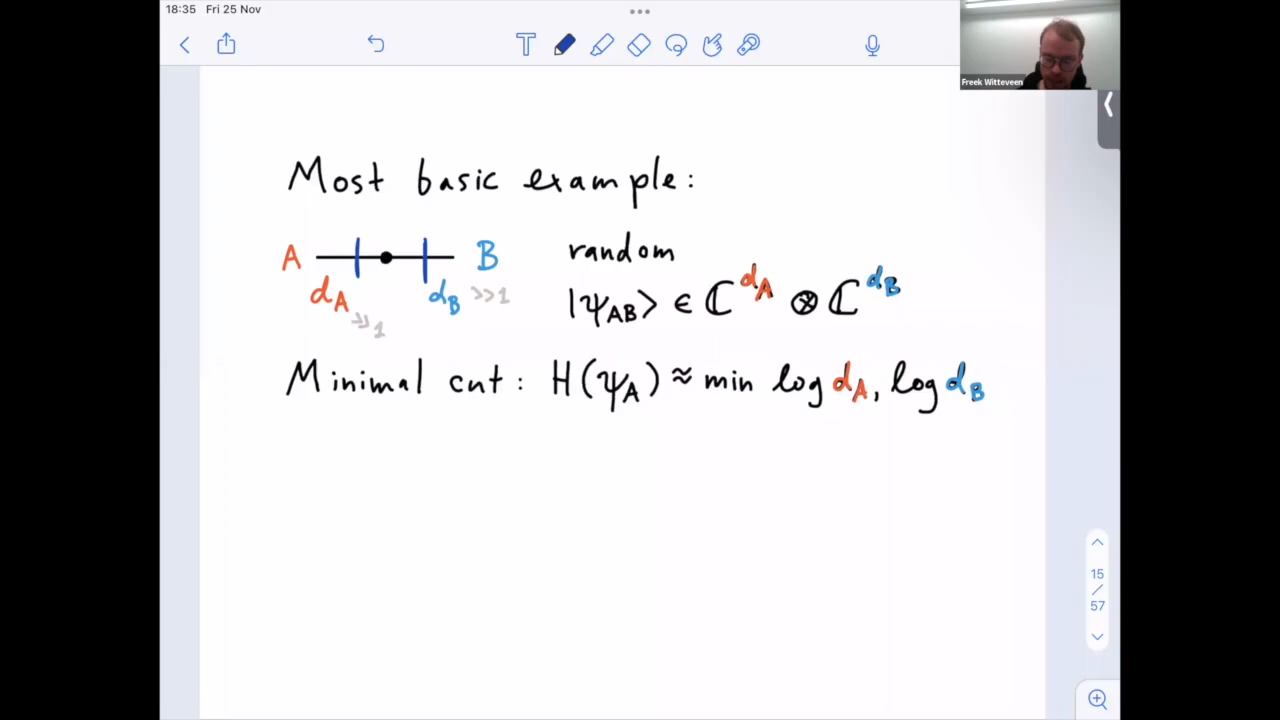 18:35 Fri 25 Nov
Freek Witteveen
Most basic example:
A B random
d_A >>1 d_B >>1 |ψ_AB> ∈ ℂ^d_A ⊗ ℂ^d_B
Minimal cut: H(ψ_A) ≈ min log d_A, log d_B
15
/
57